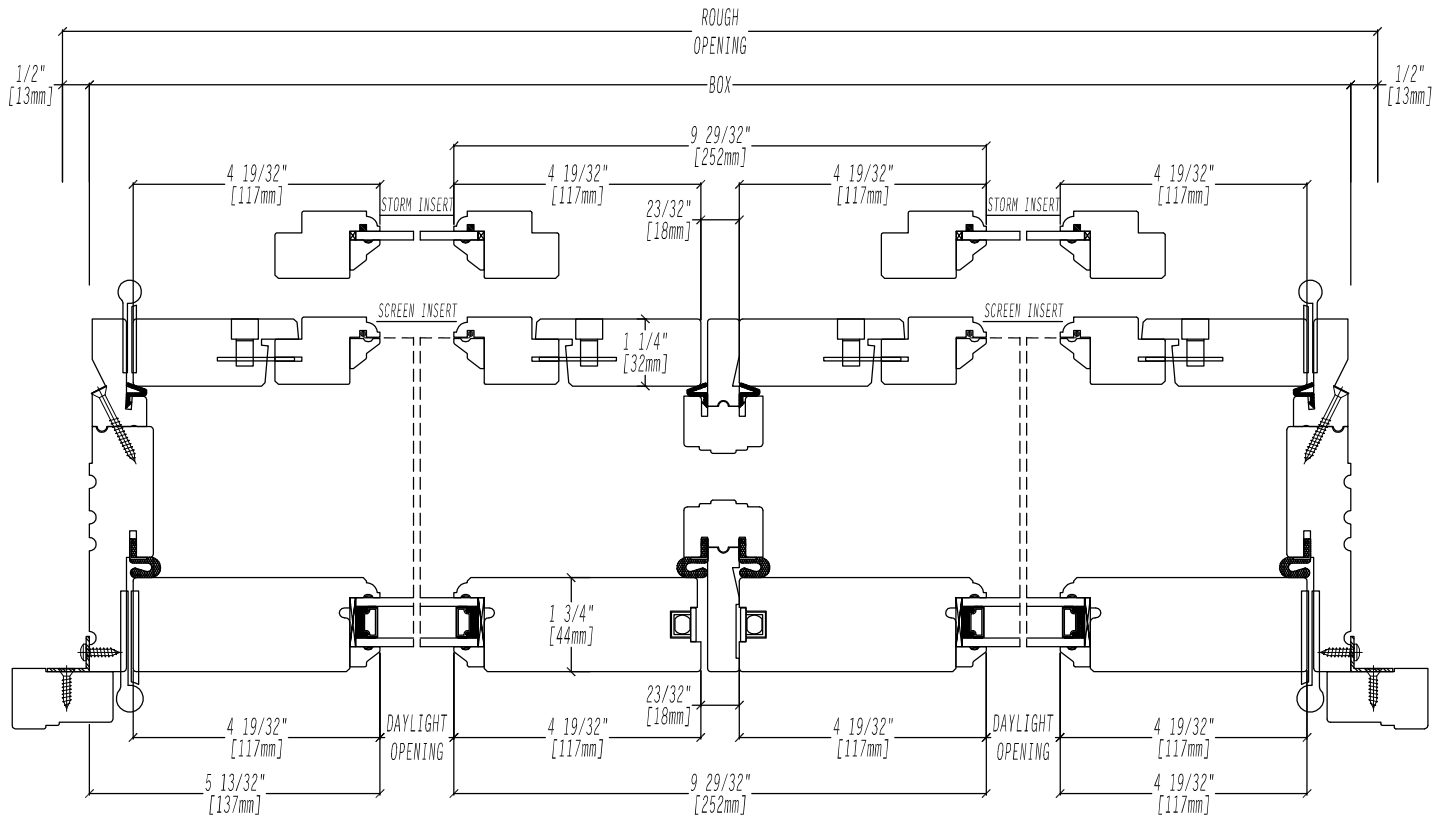 ROUGH
OPENING
1/2"
[13mm]
BOX
1/2"
[13mm]
9 29/32"
[252mm]
4 19/32"
[117mm]
4 19/32"
[117mm]
4 19/32"
[117mm]
4 19/32"
[117mm]
STORM INSERT
23/32"
[18mm]
STORM INSERT
SCREEN INSERT
SCREEN INSERT
1 1/4"
[32mm]
1 3/4"
[44mm]
23/32"
[18mm]
4 19/32"
[117mm]
DAYLIGHT
OPENING
4 19/32"
[117mm]
4 19/32"
[117mm]
DAYLIGHT
OPENING
4 19/32"
[117mm]
5 13/32"
[137mm]
9 29/32"
[252mm]
4 19/32"
[117mm]